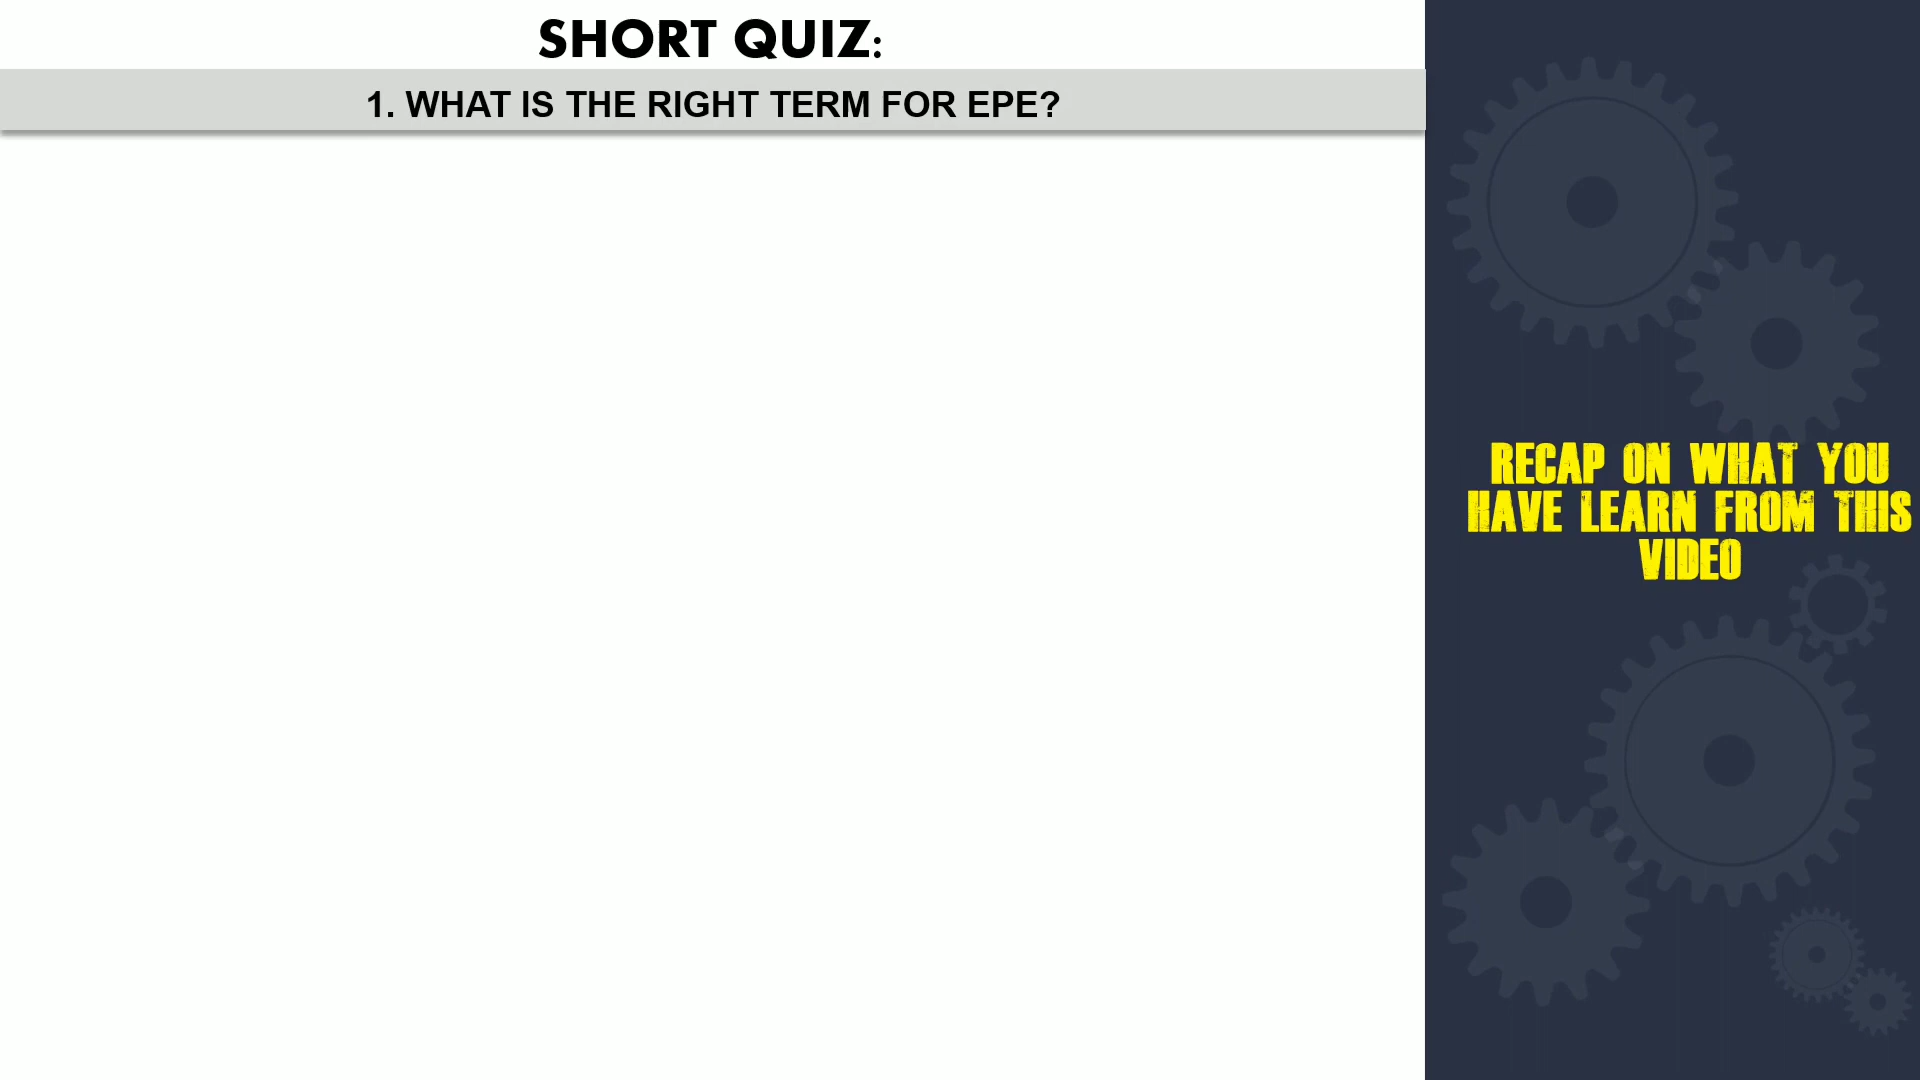 SHORT QUIZ:
1. WHAT IS THE RIGHT TERM FOR EPE?
RECAP ON WHAT YOU
HAVE LEARN FROM THIS
VIDEO